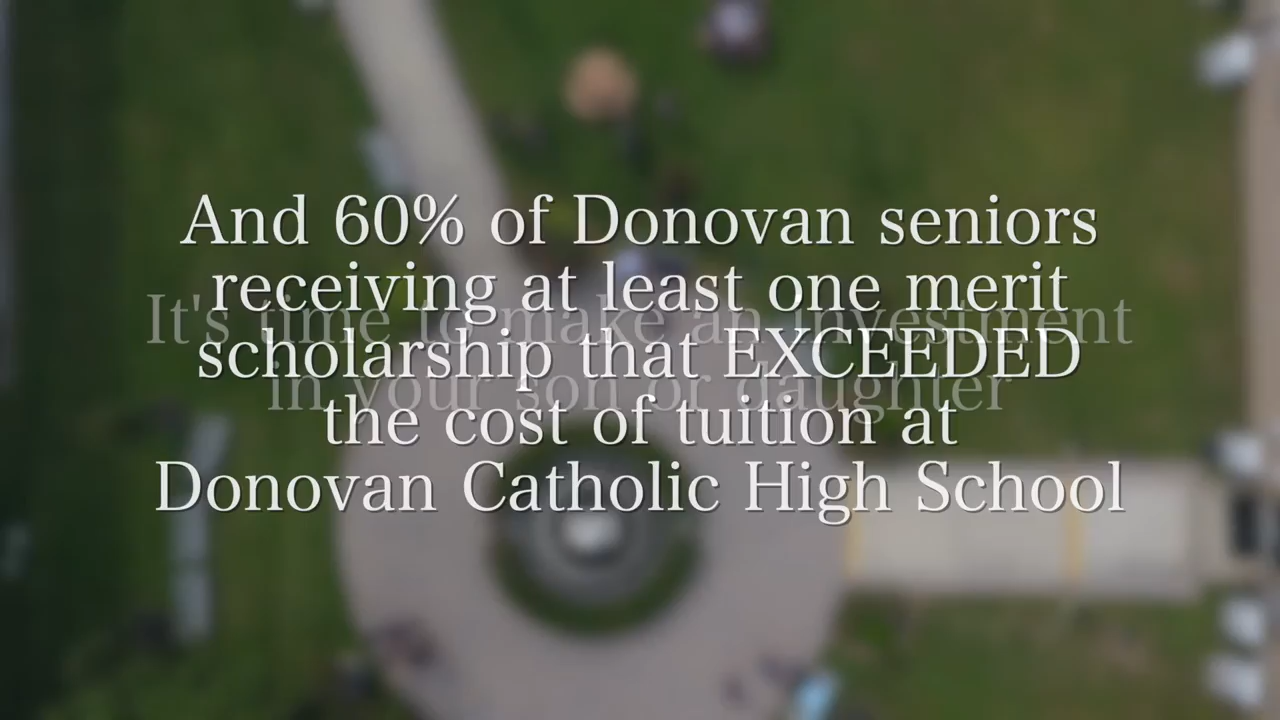 And 60% of Donovan seniors
receiving at least one merit
scholarship that EXCEEDED
the cost of tuition at
Donovan Catholic High School
It's time to make an investment
in your son or daughter